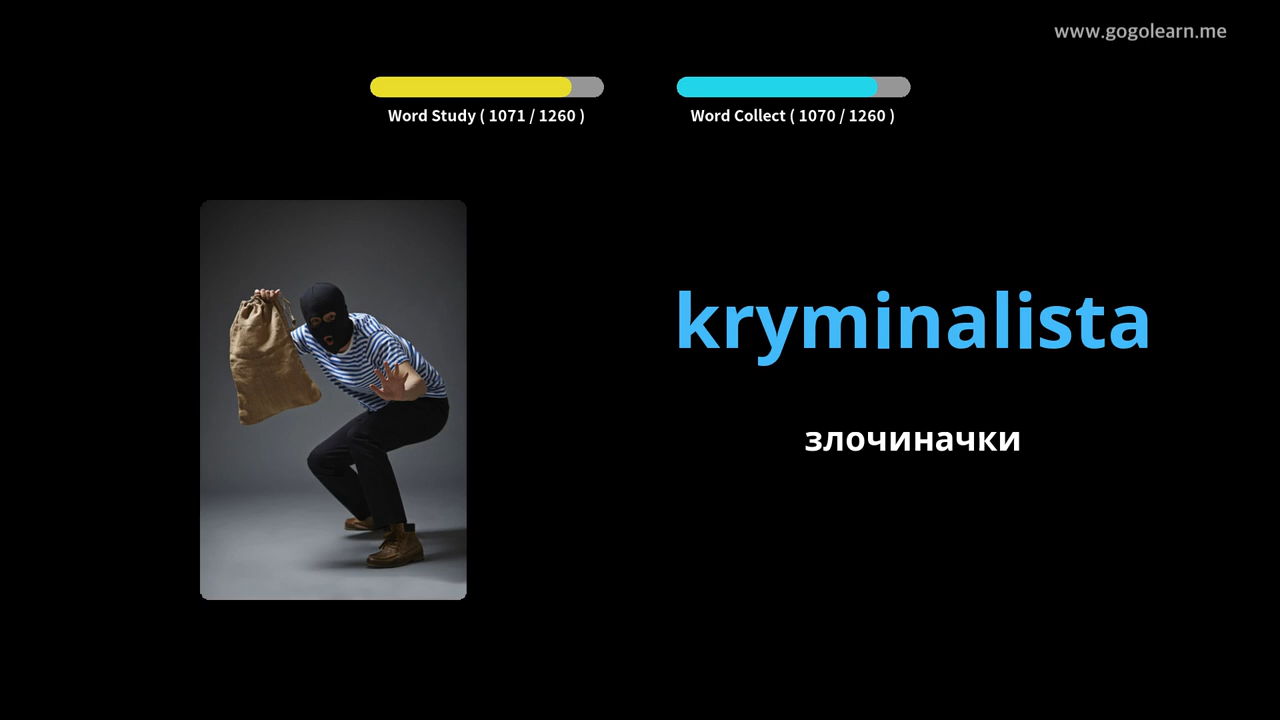 www.gogolearn.me
Word Study ( 1071 / 1260 )
Word Collect ( 1070 / 1260 )
kryminalista
злочиначки